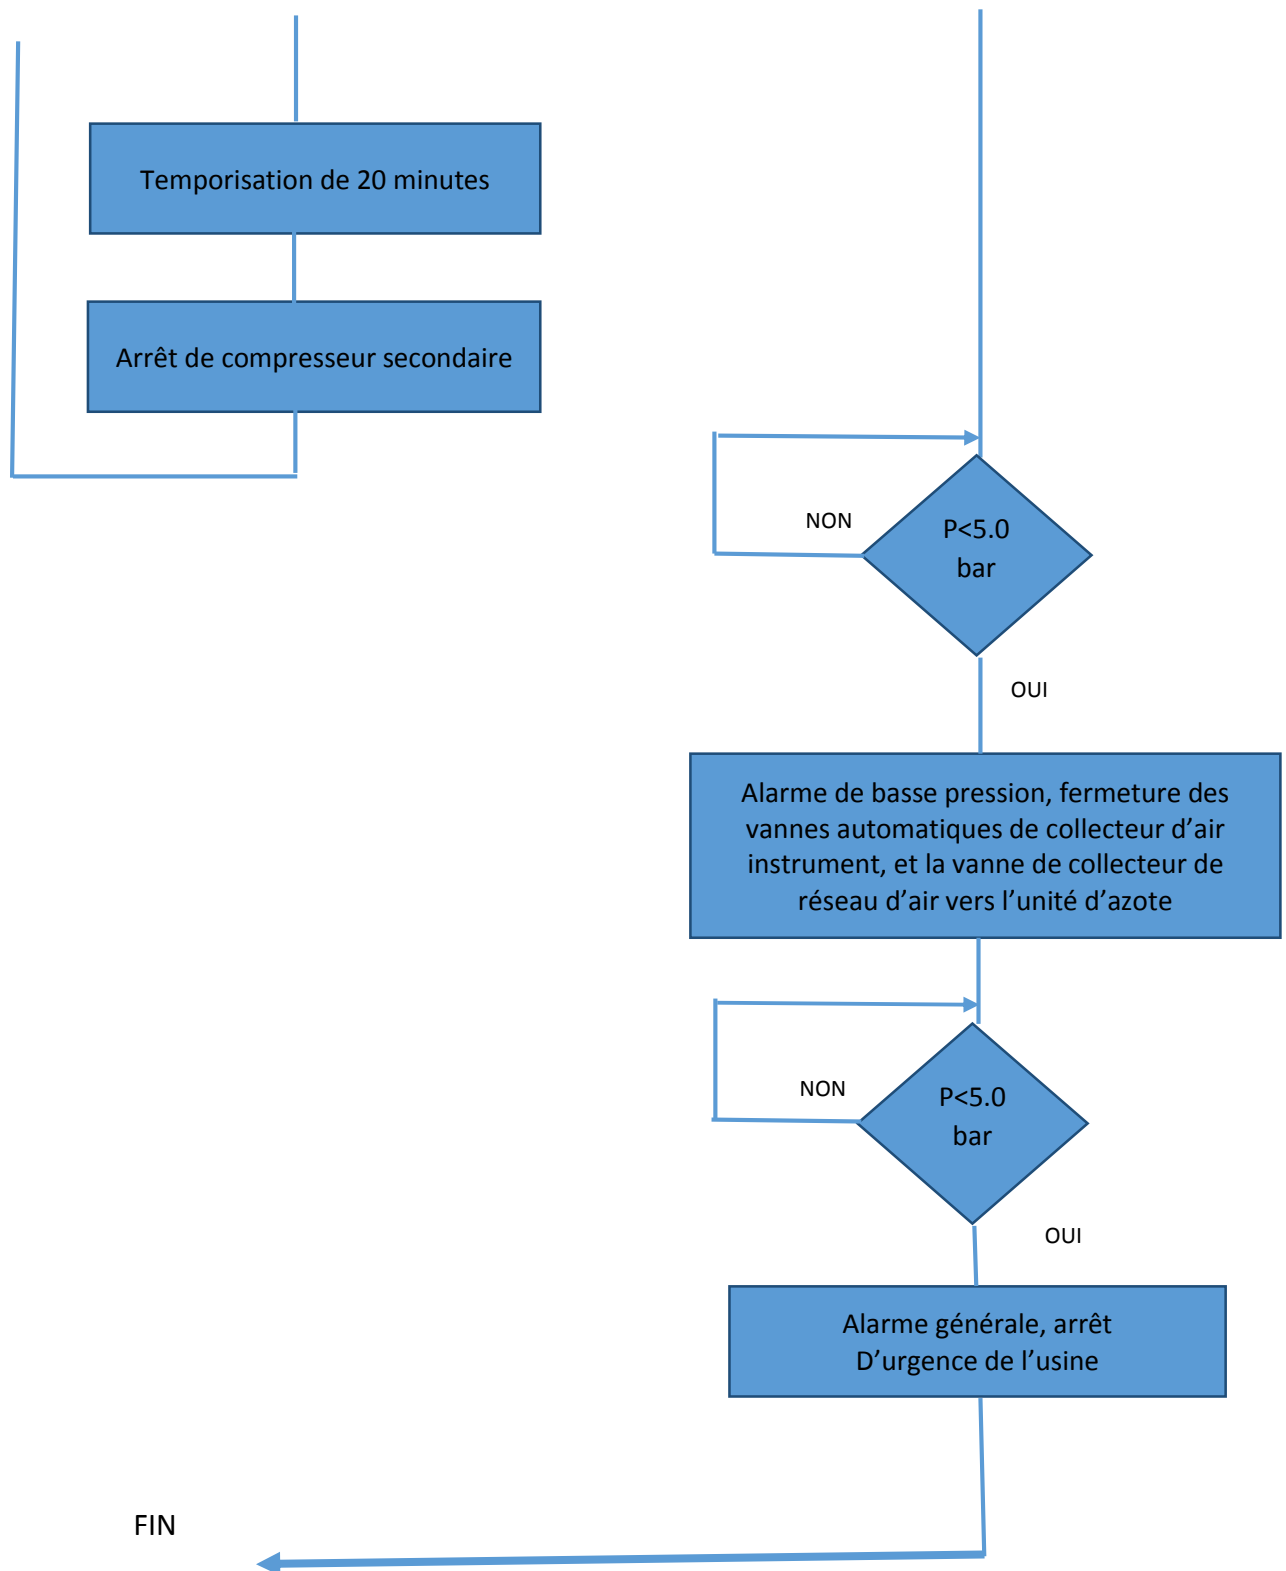 Temporisation de 20 minutes
Arrêt de compresseur secondaire
NON
P<5.0
bar
OUI
Alarme de basse pression, fermeture des
vannes automatiques de collecteur d’air
instrument, et la vanne de collecteur de
réseau d’air vers l’unité d’azote
NON
P<5.0
bar
OUI
Alarme générale, arrêt
D’urgence de l’usine
FIN